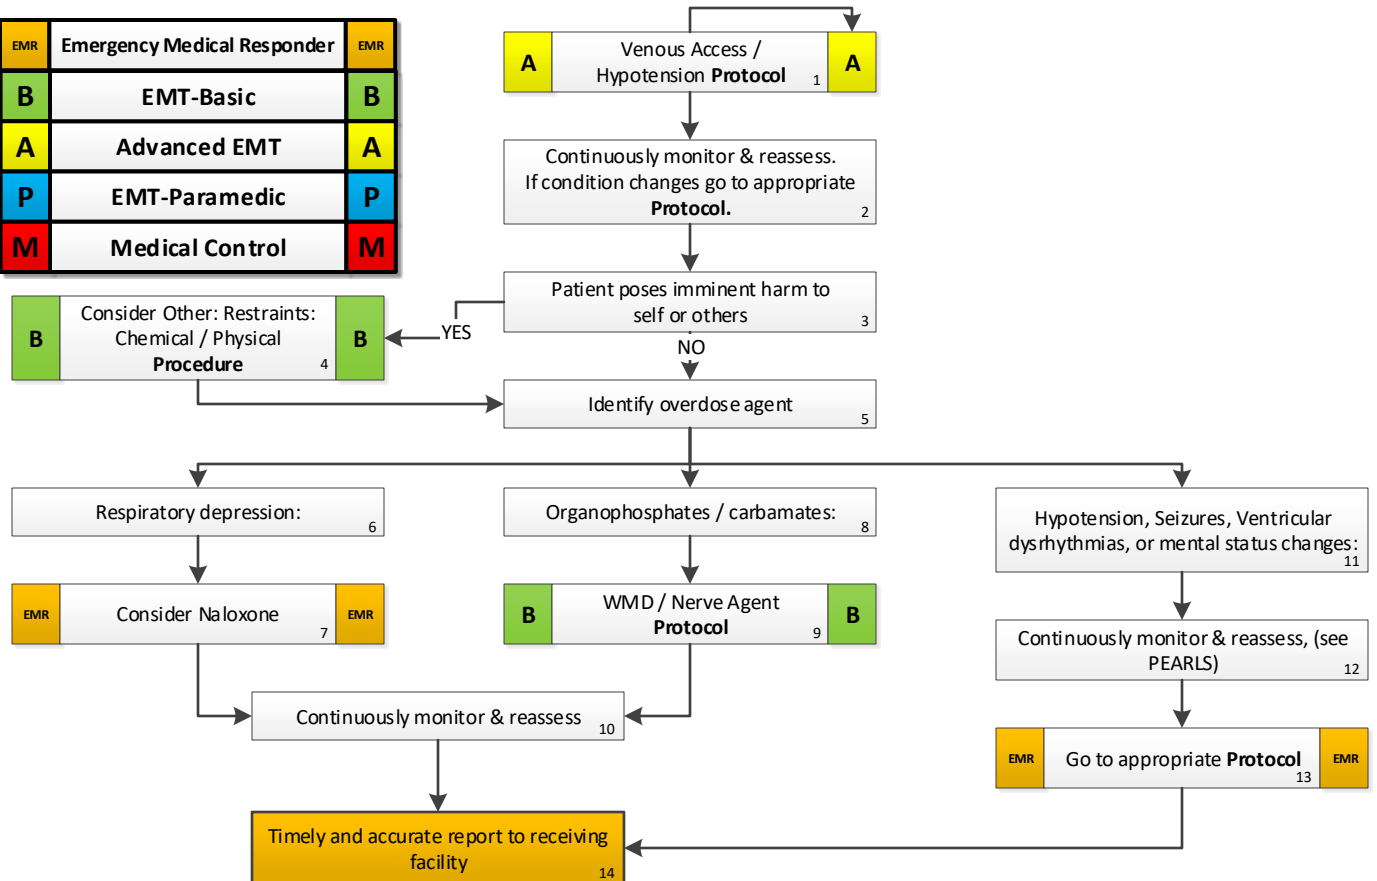 EMR Emergency Medical Responder EMR
B EMT-Basic B
A Advanced EMT A
P EMT-Paramedic P
M Medical Control M
A Venous Access / A
Hypotension Protocol 1
Continuously monitor & reassess.
If condition changes go to appropriate
Protocol. 2
Patient poses imminent harm to
self or others 3
YES
NO
B Consider Other: Restraints: B
Chemical / Physical
Procedure 4
Identify overdose agent 5
Respiratory depression: 6
EMR Consider Naloxone 7 EMR
Organophosphates / carbamates: 8
B WMD / Nerve Agent B
Protocol 9
Continuously monitor & reassess 10
Hypotension, Seizures, Ventricular
dysrhythmias, or mental status changes: 11
Continuously monitor & reassess, (see
PEARLS) 12
EMR Go to appropriate Protocol 13 EMR
Timely and accurate report to receiving
facility 14